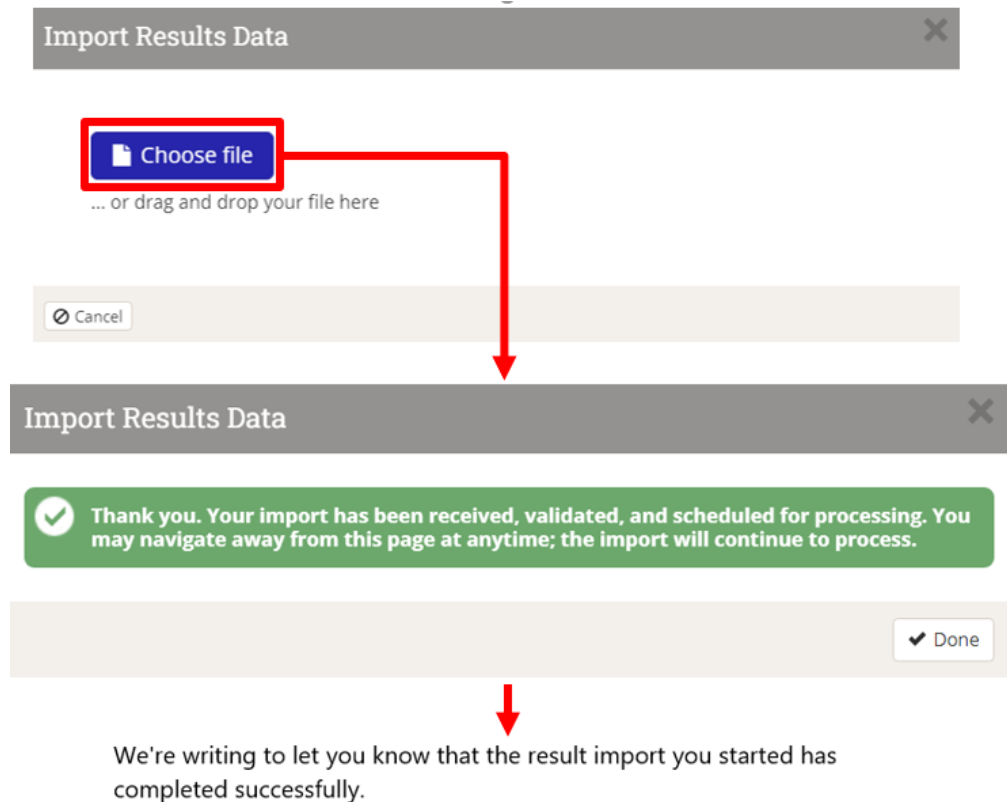 Import Results Data
Choose file
... or drag and drop your file here
Cancel
Import Results Data
Thank you. Your import has been received, validated, and scheduled for processing. You
may navigate away from this page at anytime; the import will continue to process.
Done
We're writing to let you know that the result import you started has
completed successfully.